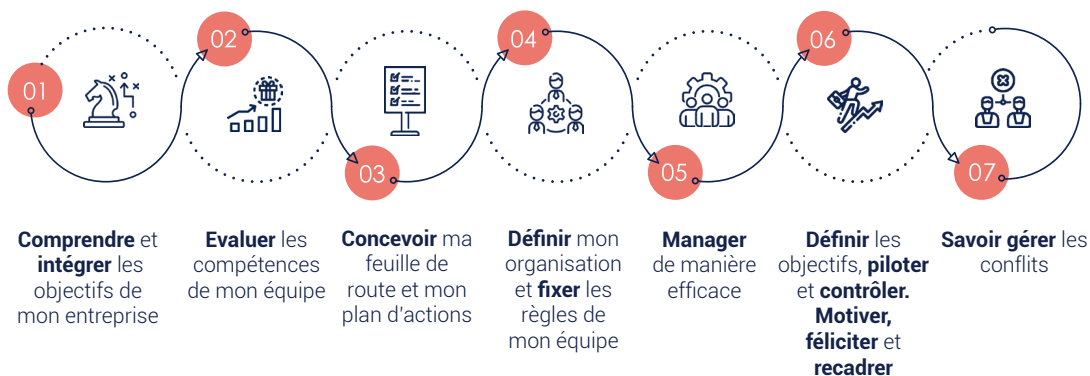 01
Comprendre et
intégrer les
objectifs de
mon entreprise
02
Evaluer les
compétences
de mon équipe
03
Concevoir ma
feuille de
route et mon
plan d'actions
04
Définir mon
organisation
et fixer les
règles de
mon équipe
05
Manager
de manière
efficace
06
Définir les
objectifs, piloter
et contrôler.
Motiver,
féliciter et
recadrer
07
Savoir gérer les
conflits